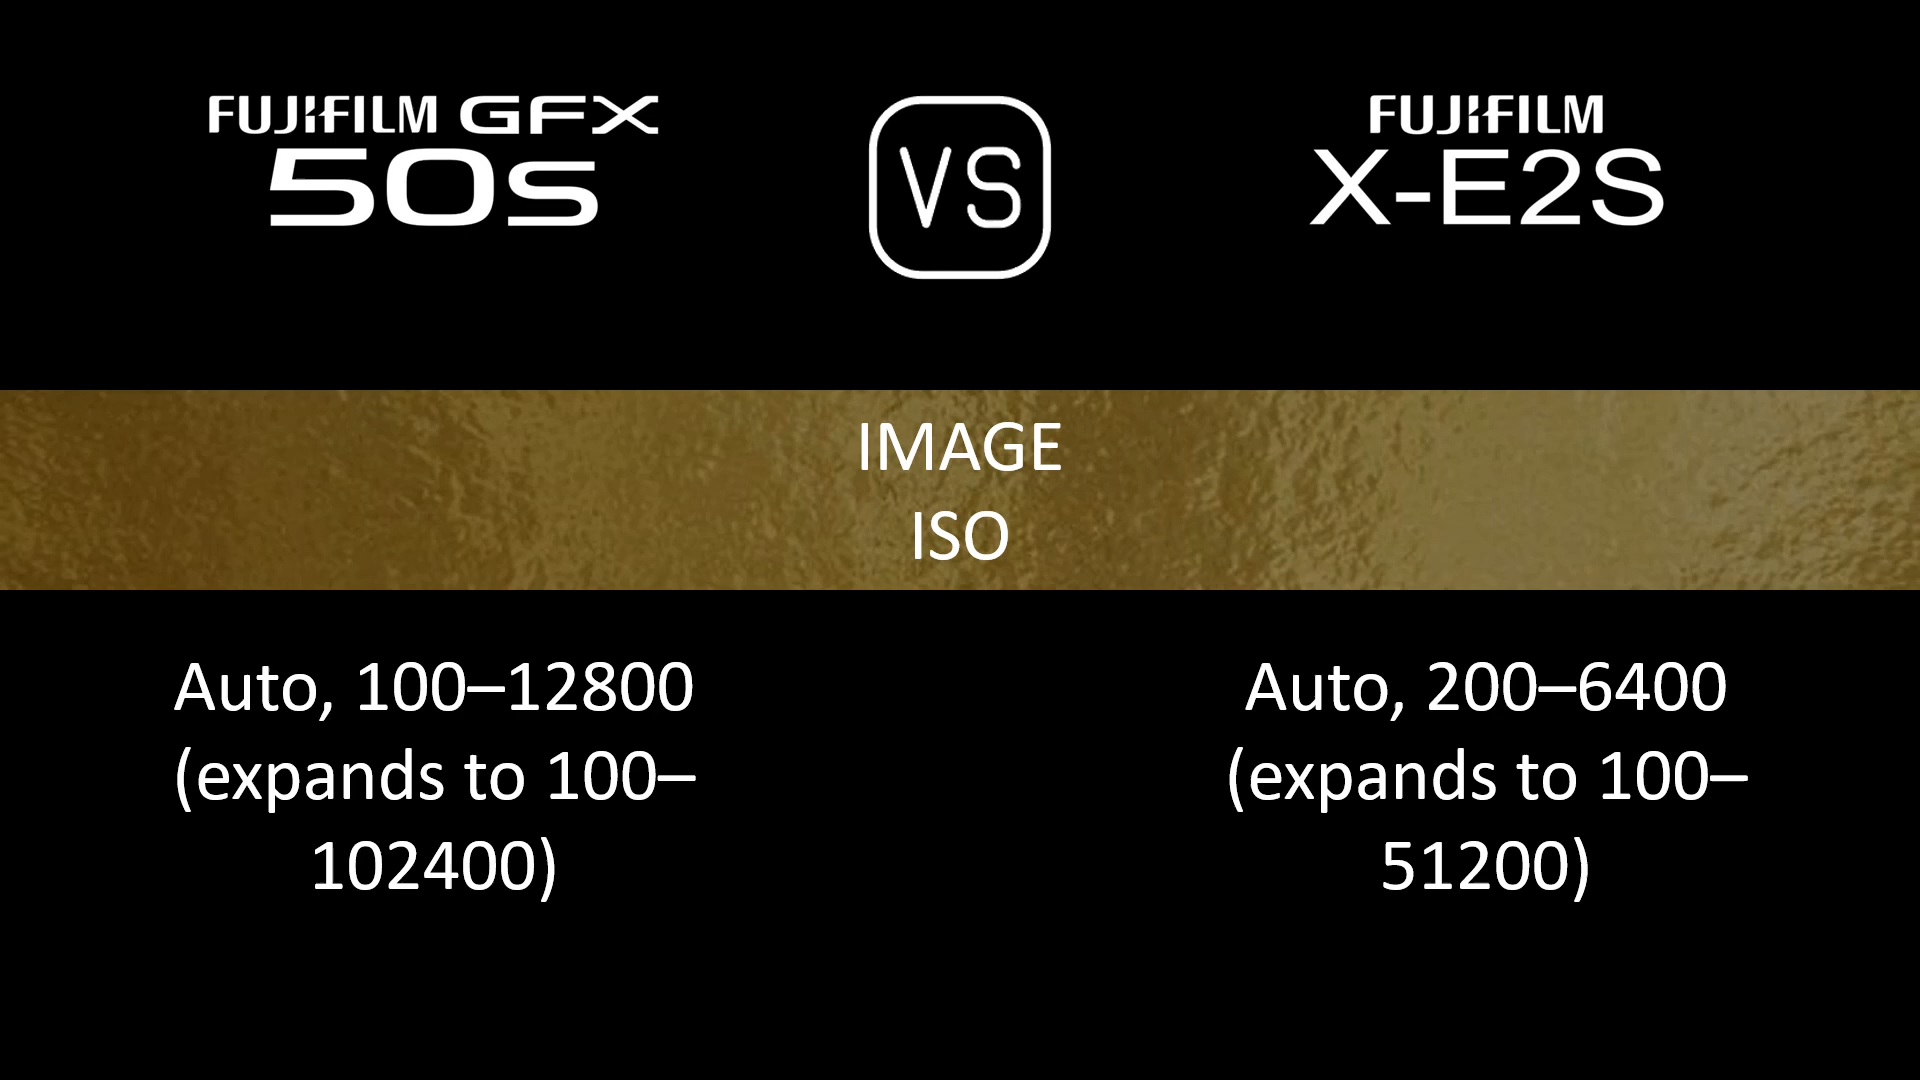 FUJIFILM GFX
50S
VS
FUJIFILM
X-E2S
IMAGE
ISO
Auto, 100–12800
(expands to 100–
102400)
Auto, 200–6400
(expands to 100–
51200)